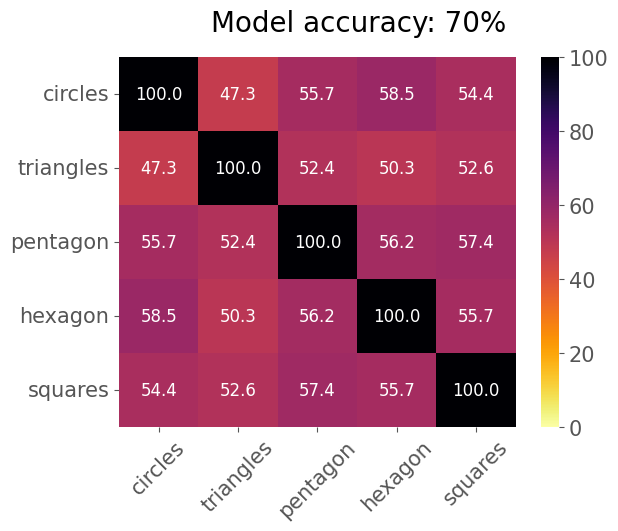 Model accuracy: 70%
circles 100.0 47.3 55.7 58.5 54.4
triangles 47.3 100.0 52.4 50.3 52.6
pentagon 55.7 52.4 100.0 56.2 57.4
hexagon 58.5 50.3 56.2 100.0 55.7
squares 54.4 52.6 57.4 55.7 100.0
circles triangles pentagon hexagon squares
100
80
60
40
20
0